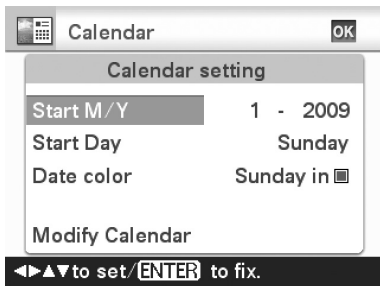 Calendar OK
Calendar setting
Start M/Y 1 - 2009
Start Day Sunday
Date color Sunday in
Modify Calendar
◀▶▲▼to set/ENTER to fix.